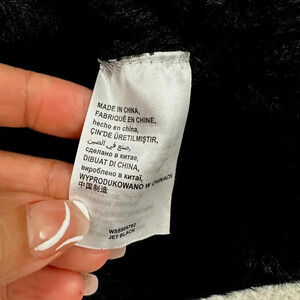 MADE IN CHINA,
FABRIQUÉ EN CHINE,
hecho en china,
ÇİN'DE ÜRETİLMİŞTİR,
صنع في الصين
сделано в китае,
DIBUAT DI CHINA,
вироблено в китаї,
WYPRODUKOWANO W CHINACH,
中国制造
JET BLACK